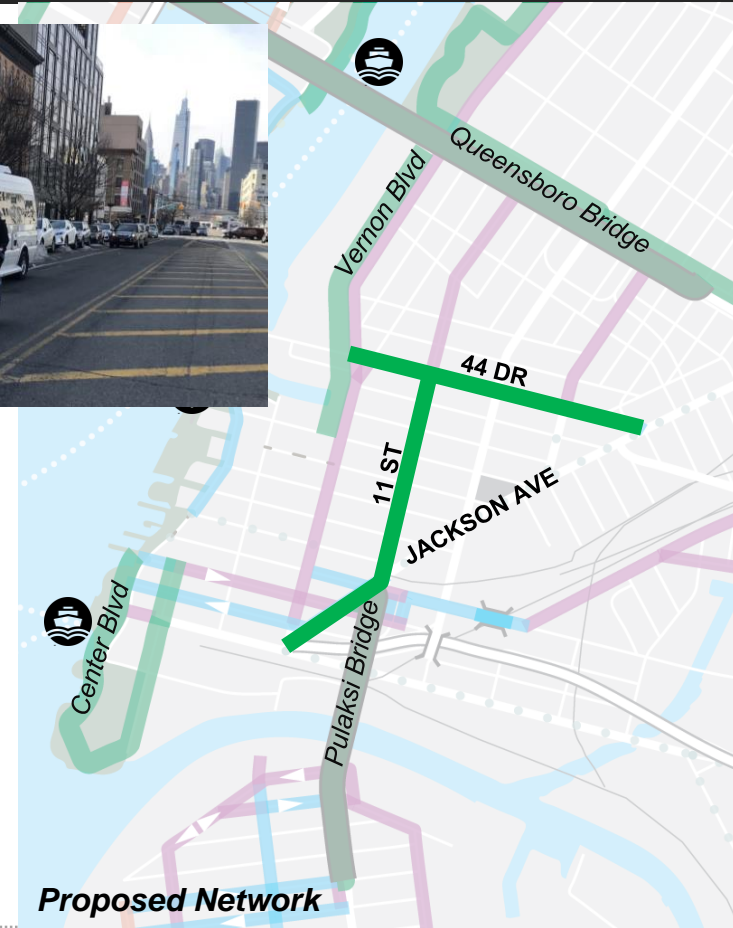 Queensboro Bridge
Vernon Blvd
44 DR
11 ST
JACKSON AVE
Center Blvd
Pulaksi Bridge
Proposed Network